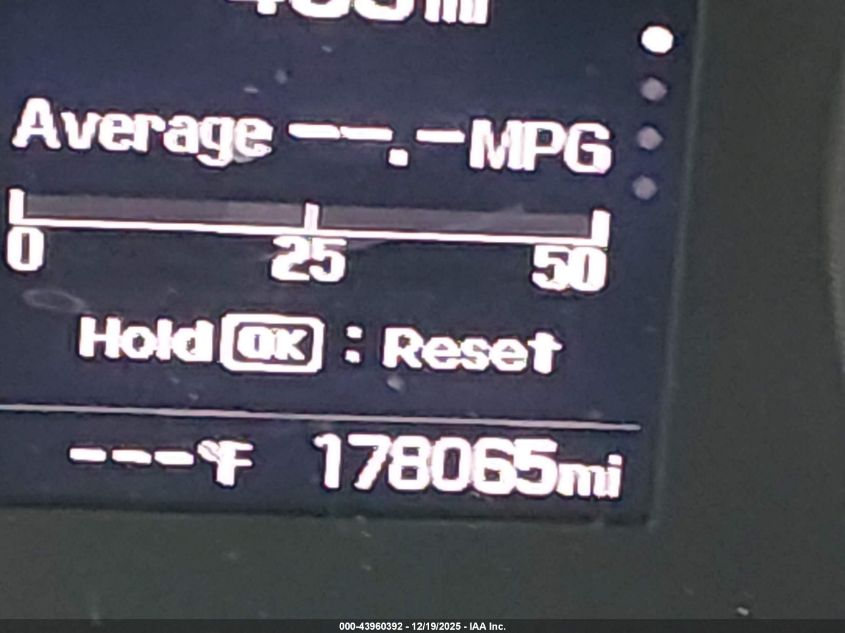 Average --.- MPG
0 25 50
Hold OK : Reset
---°F 178065mi
000-43960392 - 12/19/2025 - IAA Inc.